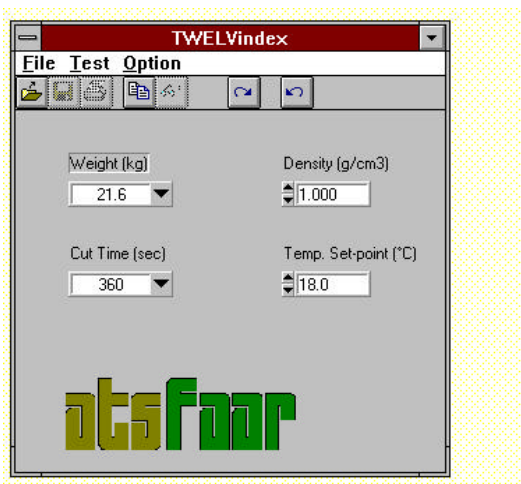 TWELVindex
File Test Option
Weight (kg) Density (g/cm3)
21.6 1.000
Cut Time (sec) Temp. Set-point (°C)
360 18.0
atsfaar